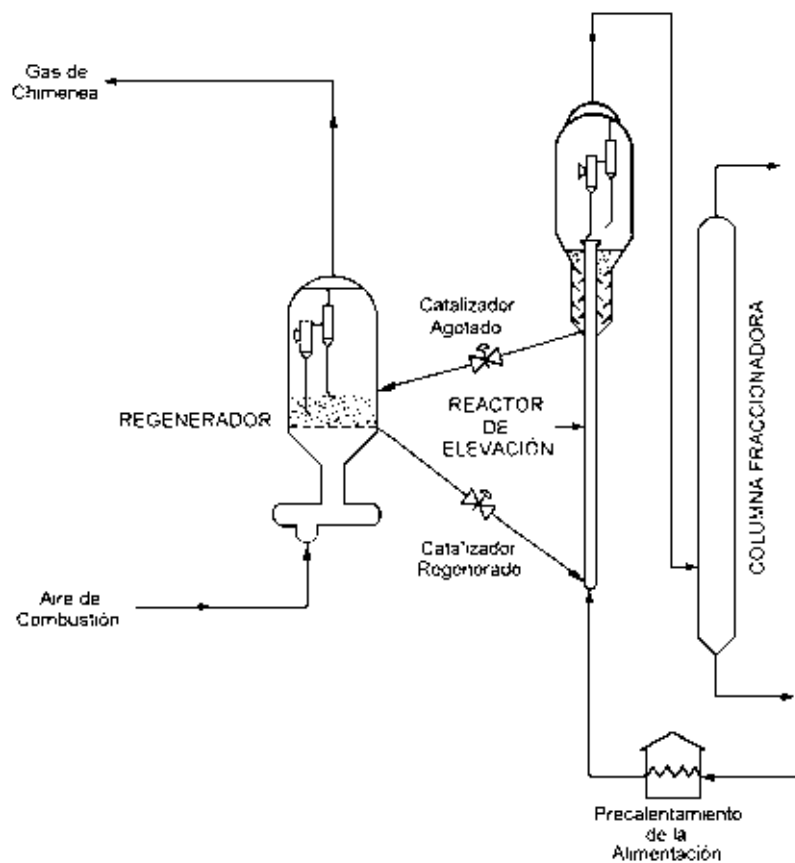 Gas de
Chimenea
Catalizador
Agotado
REGENERADOR
REACTOR
DE
ELEVACIÓN
COLUMNA FRACCIONADORA
Catalizador
Regenerado
Aire de
Combustión
Precalentamiento
de la
Alimentación